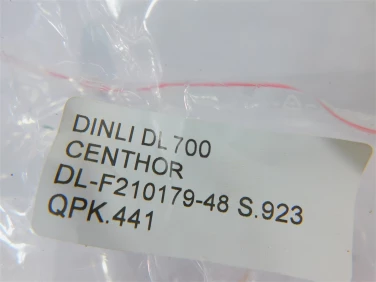 DINLI DL 700
CENTHOR
DL-F210179-48 S.923
QPK.441